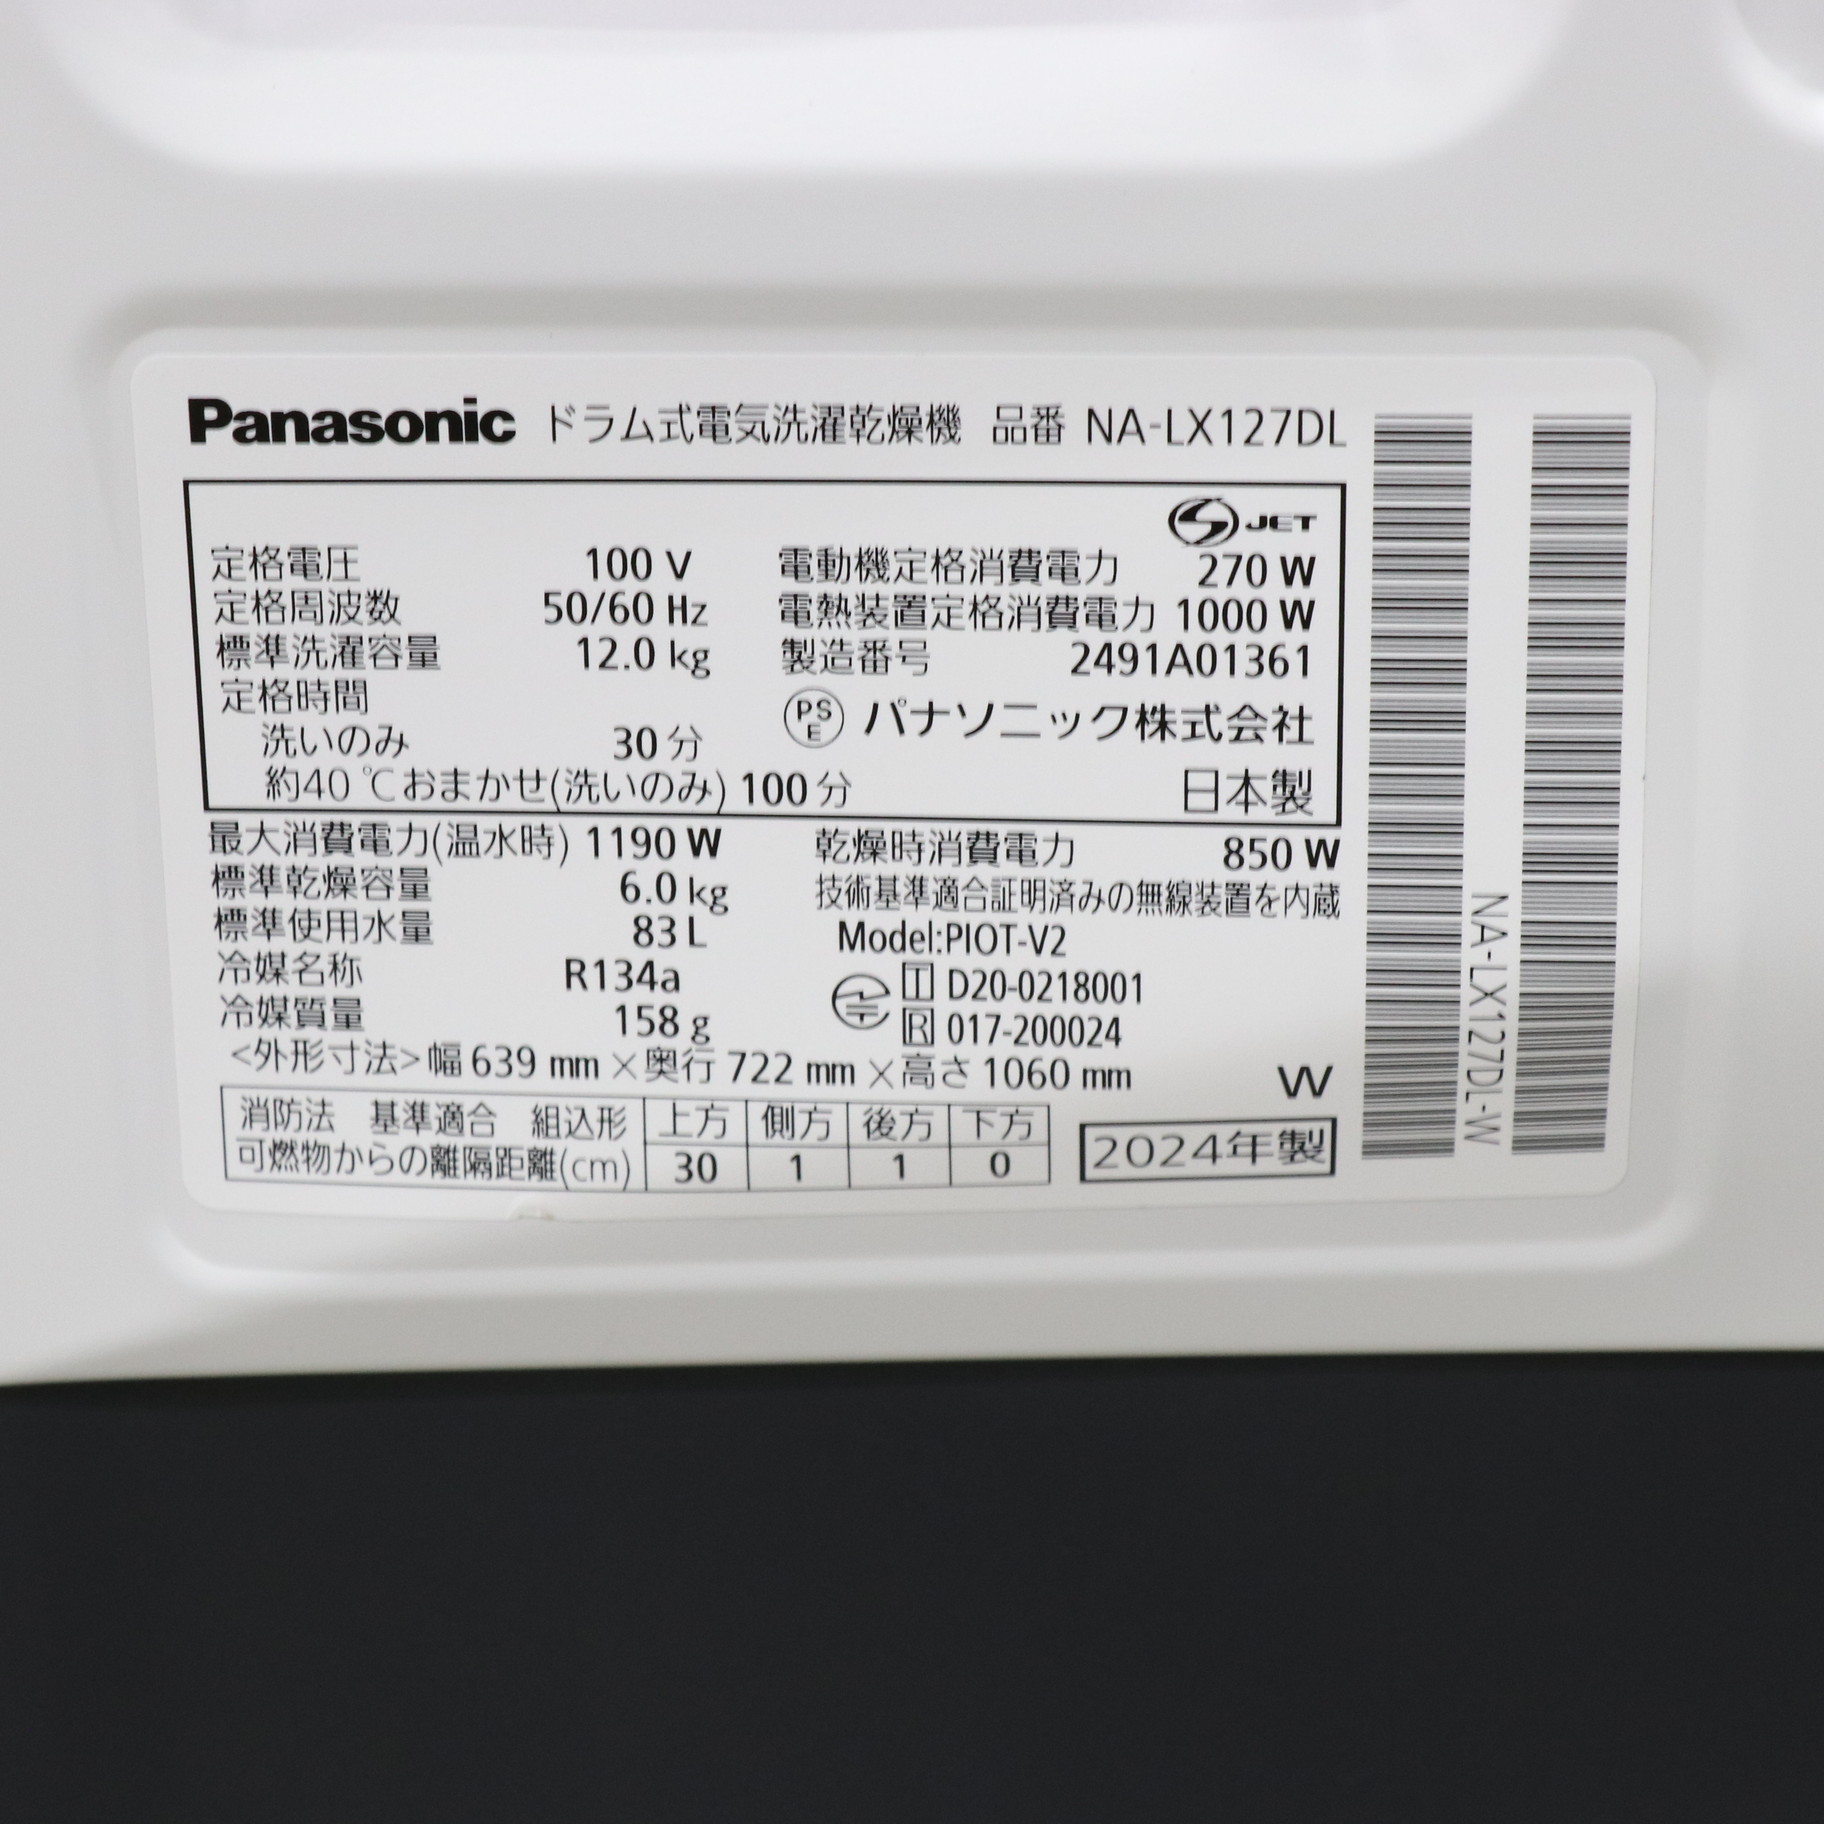 Panasonic ドラム式電気洗濯乾燥機 品番 NA-LX127DL
JET
定格電圧 100 V 電動機定格消費電力 270 W
定格周波数 50/60 Hz 電熱装置定格消費電力 1000 W
標準洗濯容量 12.0 kg 製造番号 2491A01361
定格時間
PS E パナソニック株式会社
洗いのみ 30 分
約40 ℃おまかせ(洗いのみ) 100 分 日本製
最大消費電力(温水時) 1190 W 乾燥時消費電力 850 W
標準乾燥容量 6.0 kg 技術基準適合証明済みの無線装置を内蔵
標準使用水量 83 L Model:PIOT-V2
冷媒名称 R134a T D20-0218001
冷媒質量 158 g R 017-200024
<外形寸法>幅 639 mm ×奥行 722 mm ×高さ 1060 mm W
消防法 基準適合 組込形 上方 側方 後方 下方
可燃物からの離隔距離(cm) 30 1 1 0
2024年製
NA-LX127DL-W